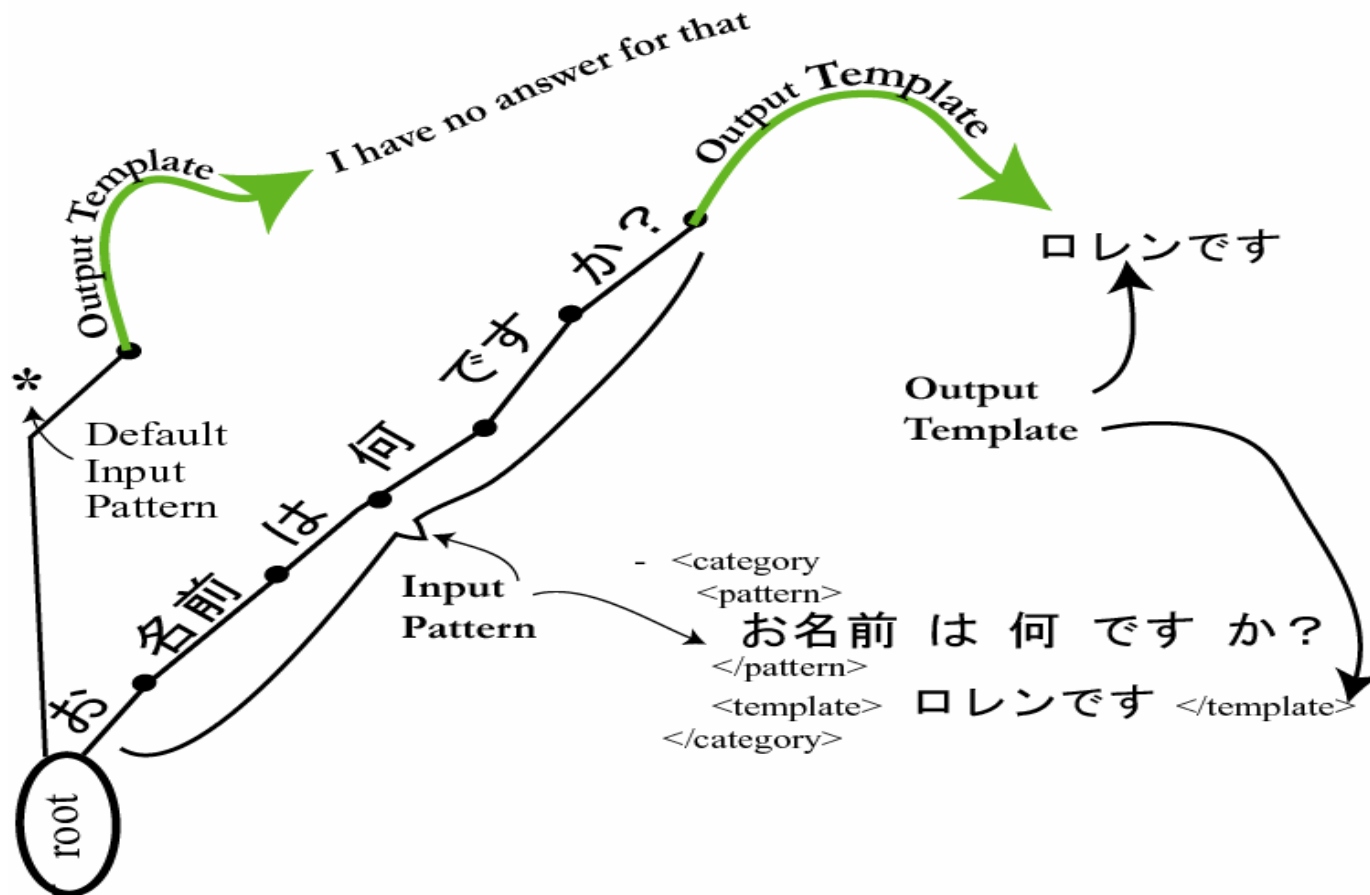 I have no answer for that
Output Template
Output Template
ロレンです
*
Default
Input
Pattern
お 名前 は 何 です か?
Output
Template
Input
Pattern
- <category
<pattern>
お名前 は 何 です か?
</pattern>
<template> ロレンです </template>
</category>
root